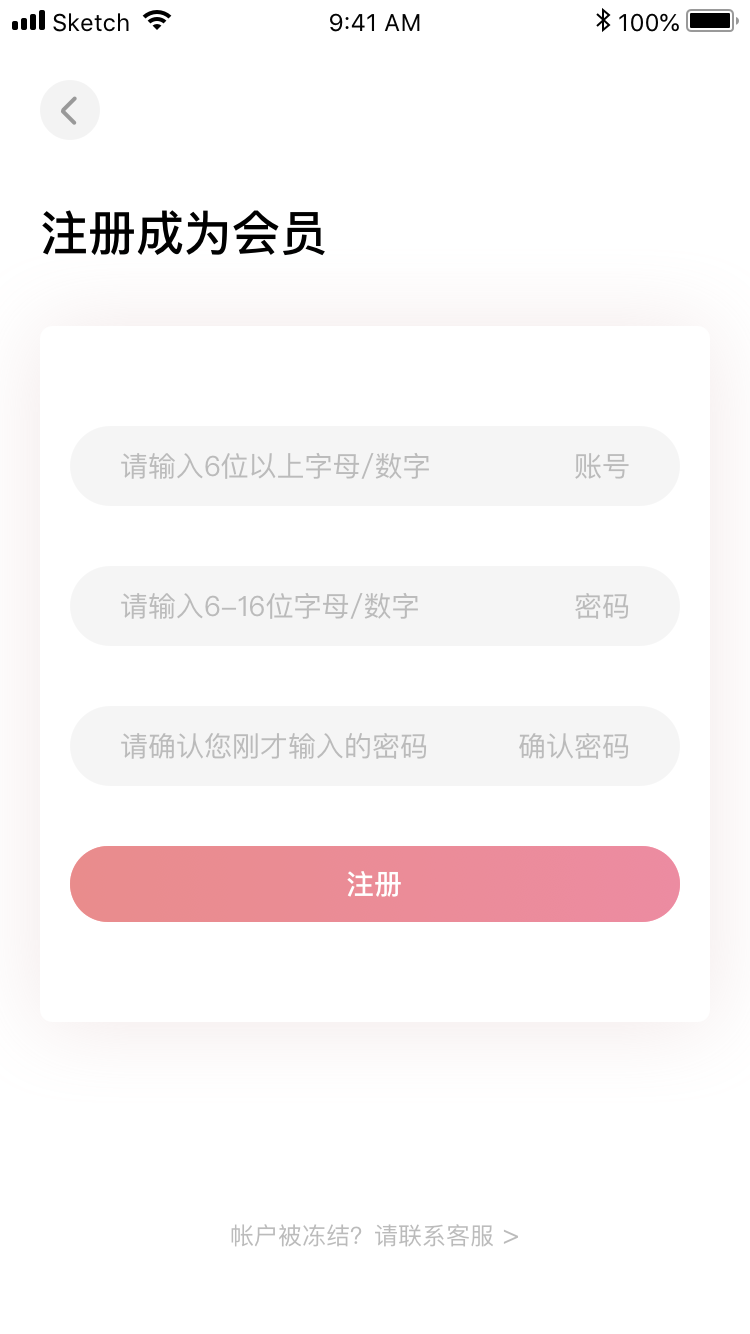 Sketch 9:41 AM 100%
注册成为会员
请输入6位以上字母/数字 账号
请输入6-16位字母/数字 密码
请确认您刚才输入的密码 确认密码
注册
帐户被冻结？请联系客服 >